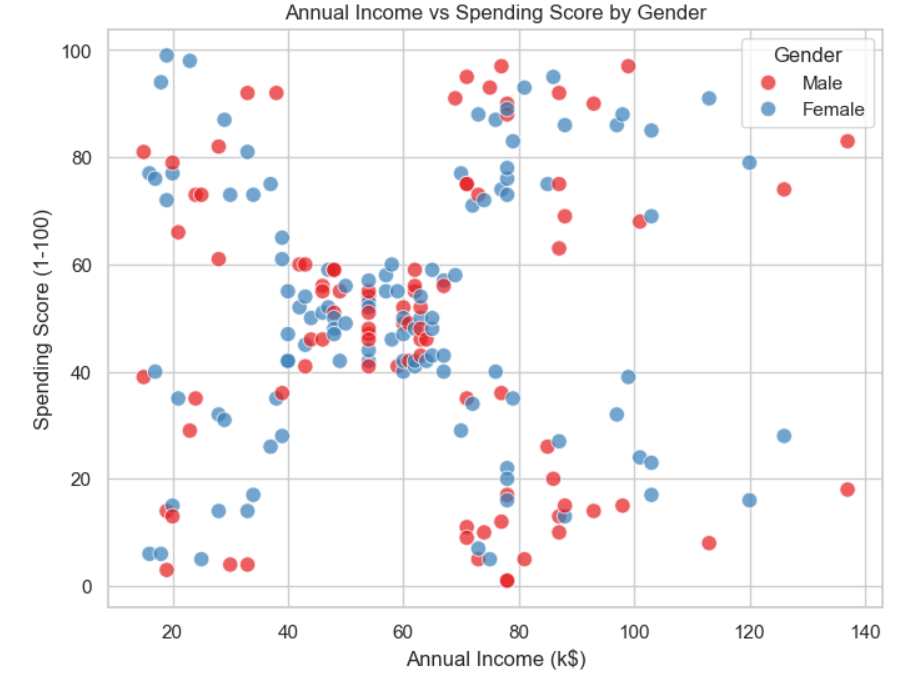 Annual Income vs Spending Score by Gender
Spending Score (1-100)
100
80
60
40
20
0
Gender
Male
Female
20 40 60 80 100 120 140
Annual Income (k$)